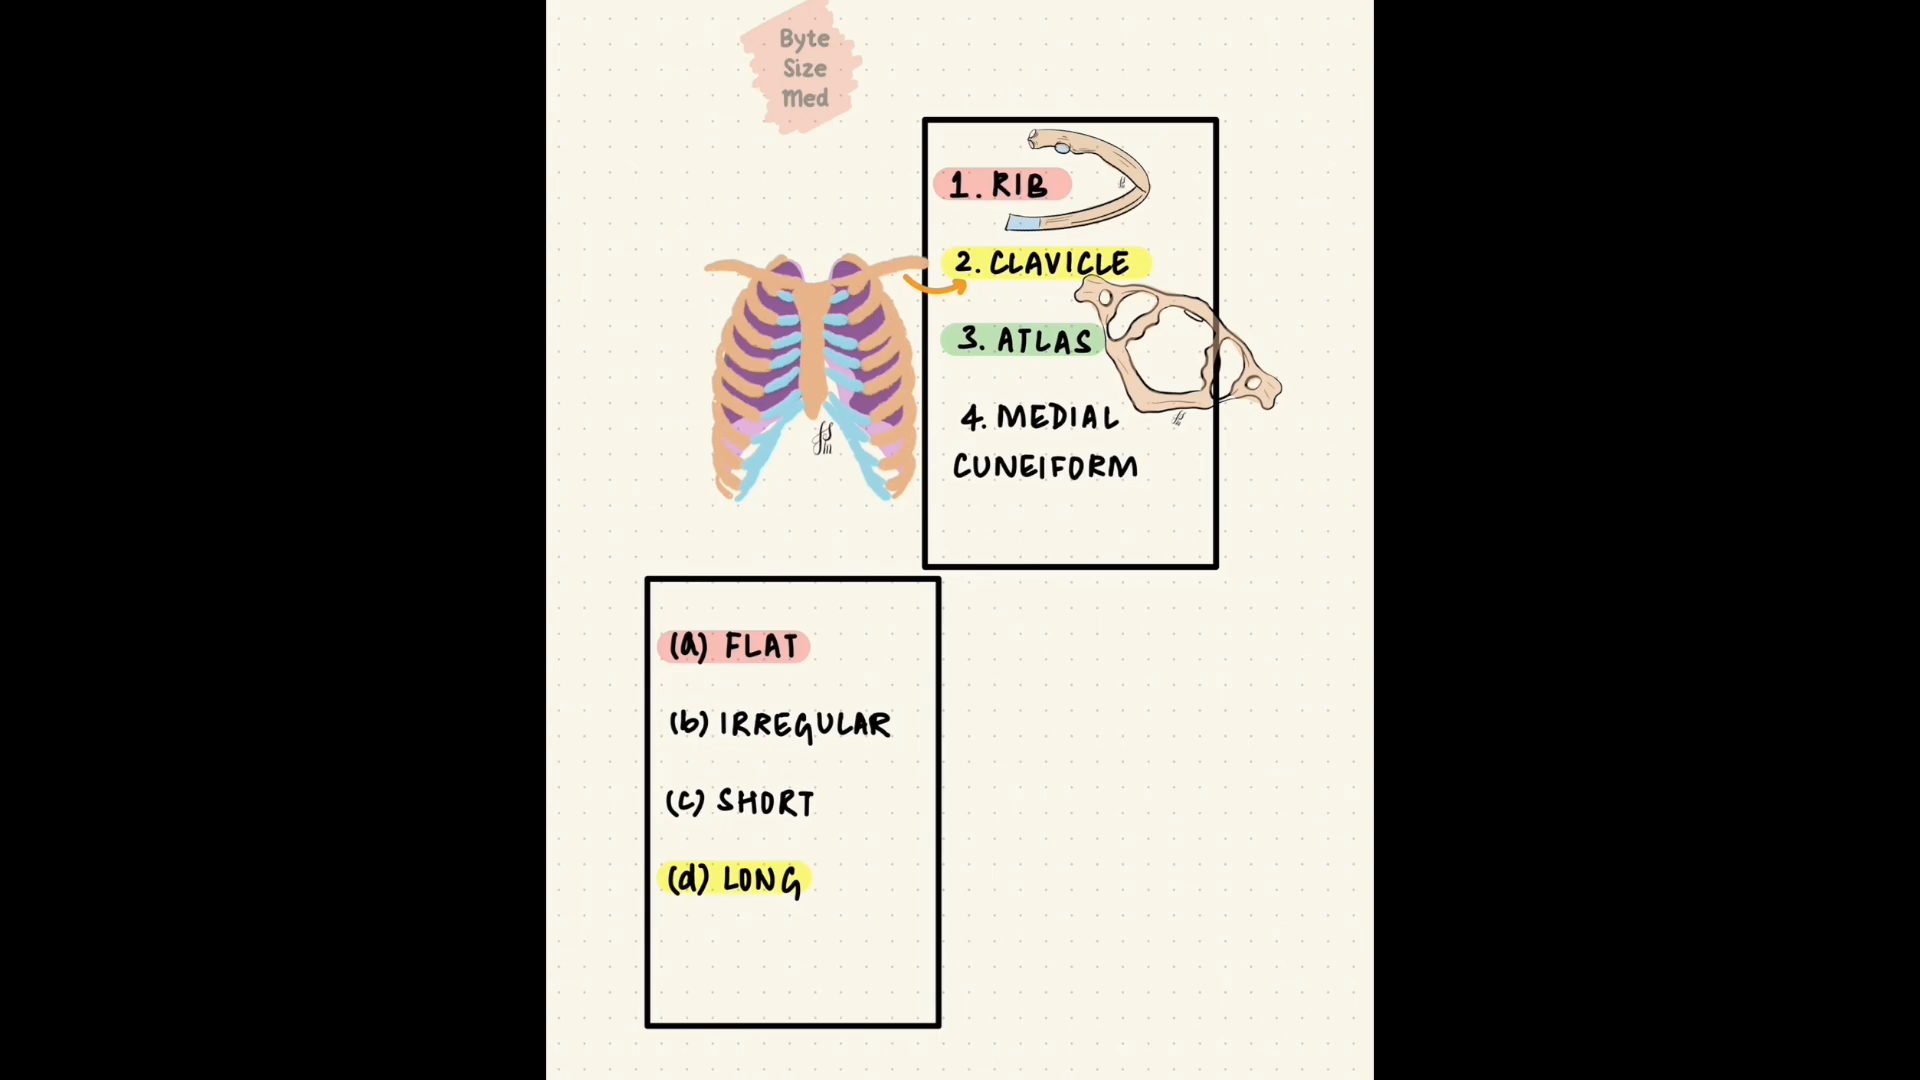 Byte
Size
Med
1. RIB
2. CLAVICLE
3. ATLAS
4. MEDIAL
CUNEIFORM
(a) FLAT
(b) IRREGULAR
(c) SHORT
(d) LONG